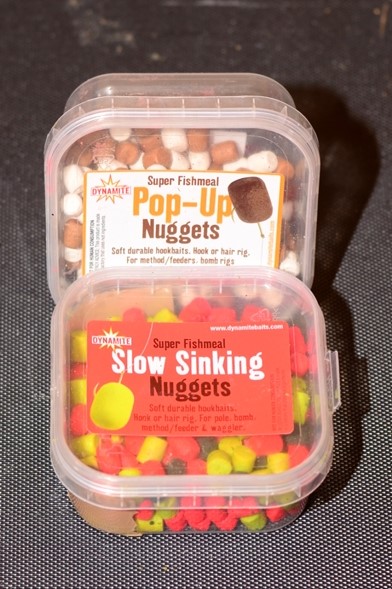 DYNAMITE
Super Fishmeal
Pop-Up
Nuggets
Soft durable hookbaits. Hook or hair rig.
For method/feeders. bomb rigs
www.dynamitebaits.com
DYNAMITE
Super Fishmeal
Slow Sinking
Nuggets
Soft durable hookbaits.
Hook or hair rig. For pole, bomb,
method/feeder & waggler.